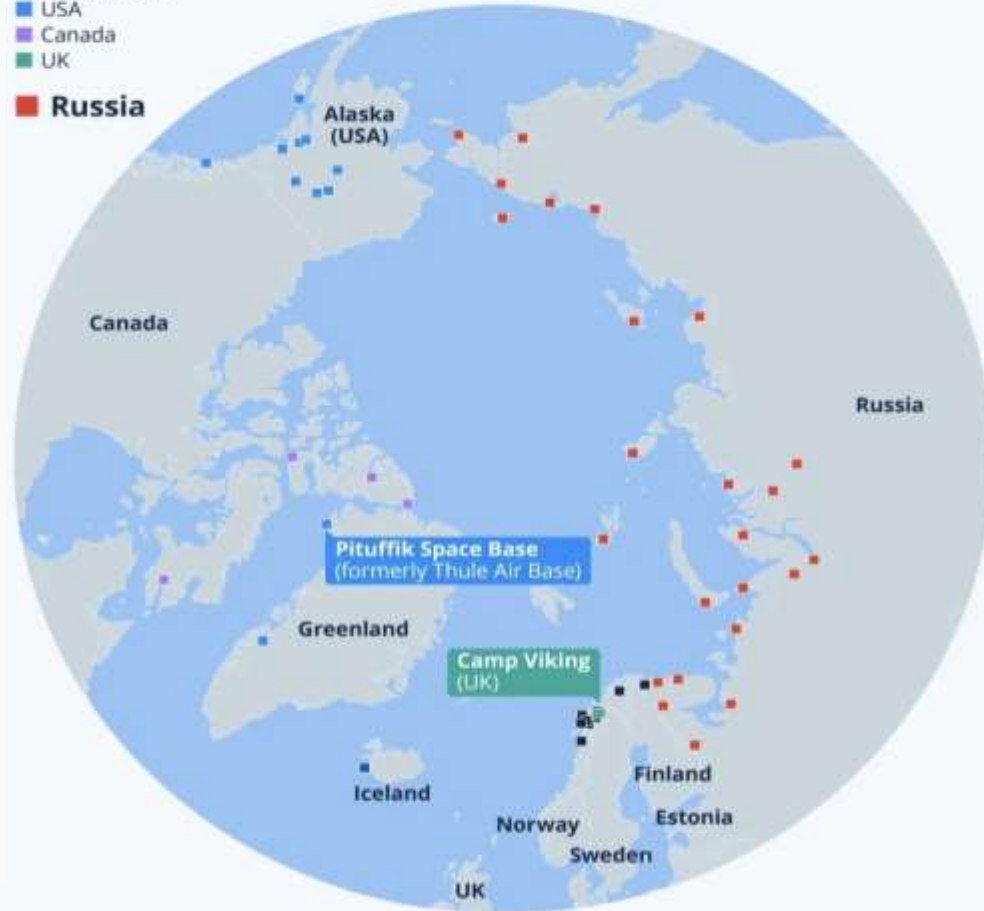 USA
Canada
UK
Russia
Alaska
(USA)
Canada
Russia
Pituffik Space Base
(formerly Thule Air Base)
Greenland
Camp Viking
(UK)
Finland
Iceland
Estonia
Norway
Sweden
UK